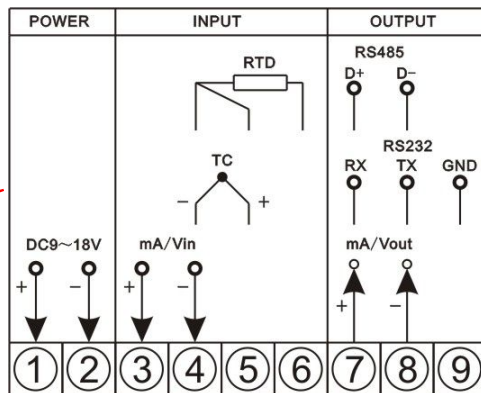 POWER INPUT OUTPUT
RS485
RTD D+ D−
RS232
TC RX TX GND
− +
DC9~18V mA/Vin mA/Vout
+ − + − + −
① ② ③ ④ ⑤ ⑥ ⑦ ⑧ ⑨